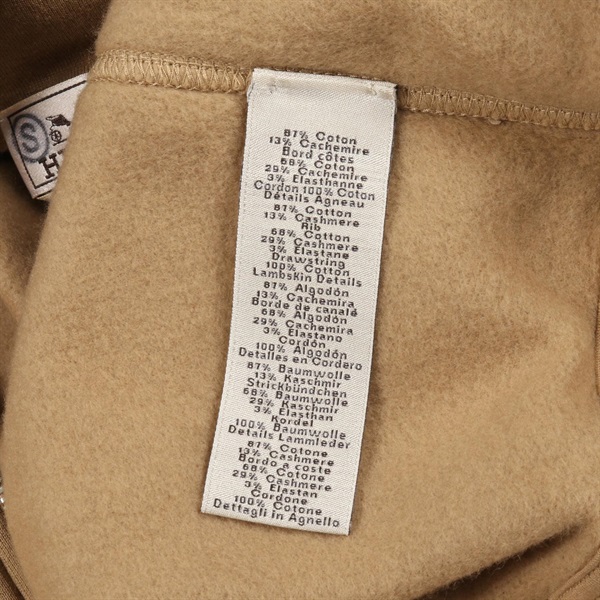 S
H
87% Coton
13% Cachemire
Bord côtes
68% Coton
29% Cachemire
3% Elasthanne
Cordon 100% Coton
Détails Agneau
87% Cotton
13% Cashmere
Rib
68% Cotton
29% Cashmere
3% Elastane
Drawstring
100% Cotton
Lambskin Details
87% Algodón
13% Cachemira
Borde de canalé
68% Algodón
29% Cachemira
3% Elastano
Cordón
100% Algodón
Detalles en Cordero
87% Baumwolle
13% Kaschmir
Strickbündchen
68% Baumwolle
29% Kaschmir
3% Elasthan
Kordel
100% Baumwolle
Details Lammleder
87% Cotone
13% Cashmere
Bordo a coste
68% Cotone
29% Cashmere
3% Elastan
Cordone
100% Cotone
Dettagli in Agnello